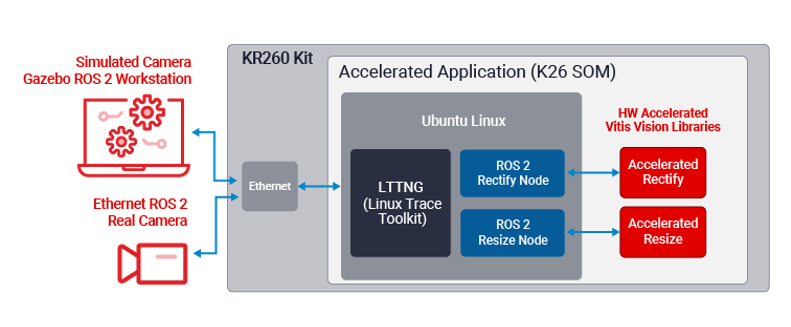 Simulated Camera
Gazebo ROS 2 Workstation
Ethernet ROS 2
Real Camera
KR260 Kit
Ethernet
Accelerated Application (K26 SOM)
Ubuntu Linux
LTTNG
(Linux Trace
Toolkit)
ROS 2
Rectify Node
ROS 2
Resize Node
HW Accelerated
Vitis Vision Libraries
Accelerated
Rectify
Accelerated
Resize